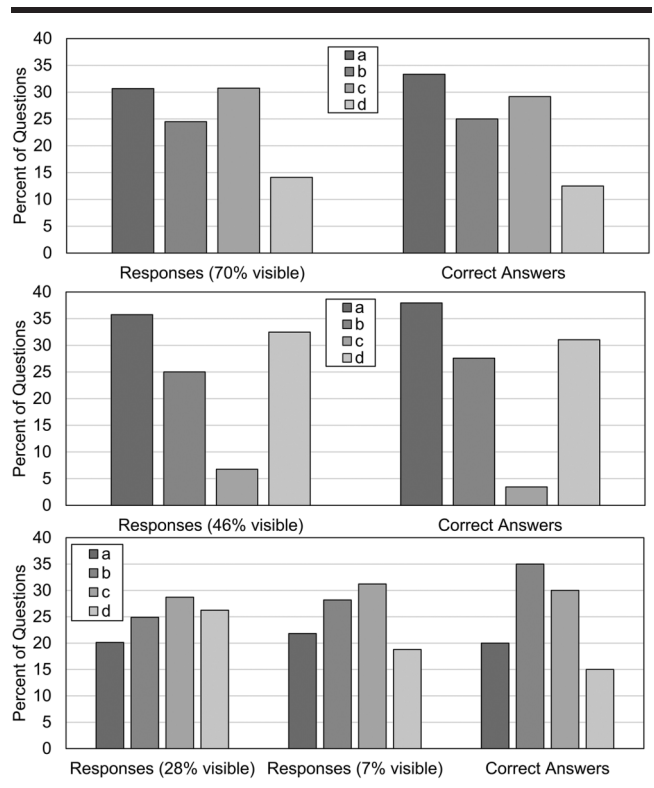 40
35
30
25
20
15
10
5
0
Percent of Questions
a
b
c
d
Responses (70% visible) Correct Answers
40
35
30
25
20
15
10
5
0
Percent of Questions
a
b
c
d
Responses (46% visible) Correct Answers
40
35
30
25
20
15
10
5
0
Percent of Questions
a
b
c
d
Responses (28% visible) Responses (7% visible) Correct Answers